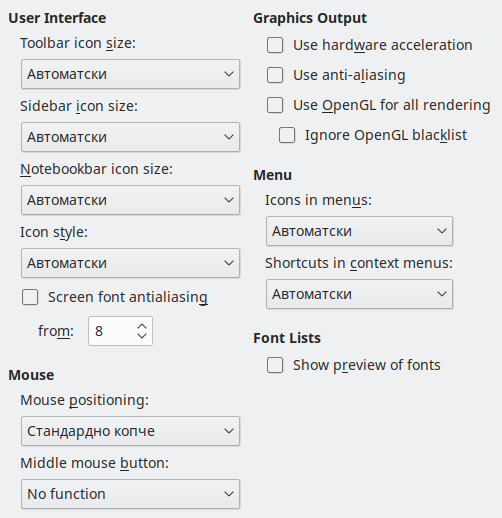 User Interface
Toolbar icon size:
Автоматски
Sidebar icon size:
Автоматски
Notebookbar icon size:
Автоматски
Icon style:
Автоматски
Screen font antialiasing
from: 8
Mouse
Mouse positioning:
Стандардно копче
Middle mouse button:
No function
Graphics Output
Use hardware acceleration
Use anti-aliasing
Use OpenGL for all rendering
Ignore OpenGL blacklist
Menu
Icons in menus:
Автоматски
Shortcuts in context menus:
Автоматски
Font Lists
Show preview of fonts